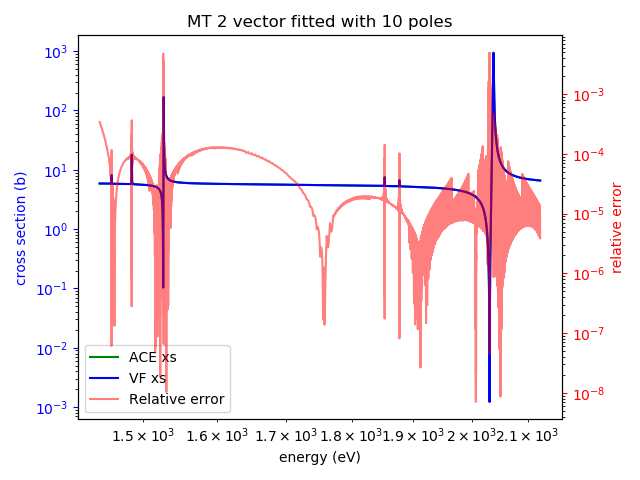 MT 2 vector fitted with 10 poles
cross section (b)
10³
10²
10¹
10⁰
10⁻¹
10⁻²
10⁻³
ACE xs
VF xs
Relative error
10⁻³
10⁻⁴
10⁻⁵
10⁻⁶
10⁻⁷
10⁻⁸
relative error
1.5×10³ 1.6×10³ 1.7×10³ 1.8×10³ 1.9×10³ 2×10³ 2.1×10³
energy (eV)